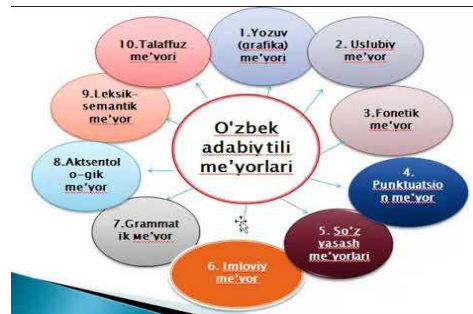 O'zbek
adabiy tili
me'yorlari
1.Yozuv
(grafika)
me'yori
2. Uslubiy
me'yor
3.Fonetik
me'yor
4.
Punktuatsio
n me'yor
5. So'z
yasash
me'yorlari
6. Imloviy
me'yor
7.Grammat
ik me'yor
8.Aktsentol
o-gik
me'yor
9.Leksik-
semantik
me'yor
10.Talaffuz
me'yori